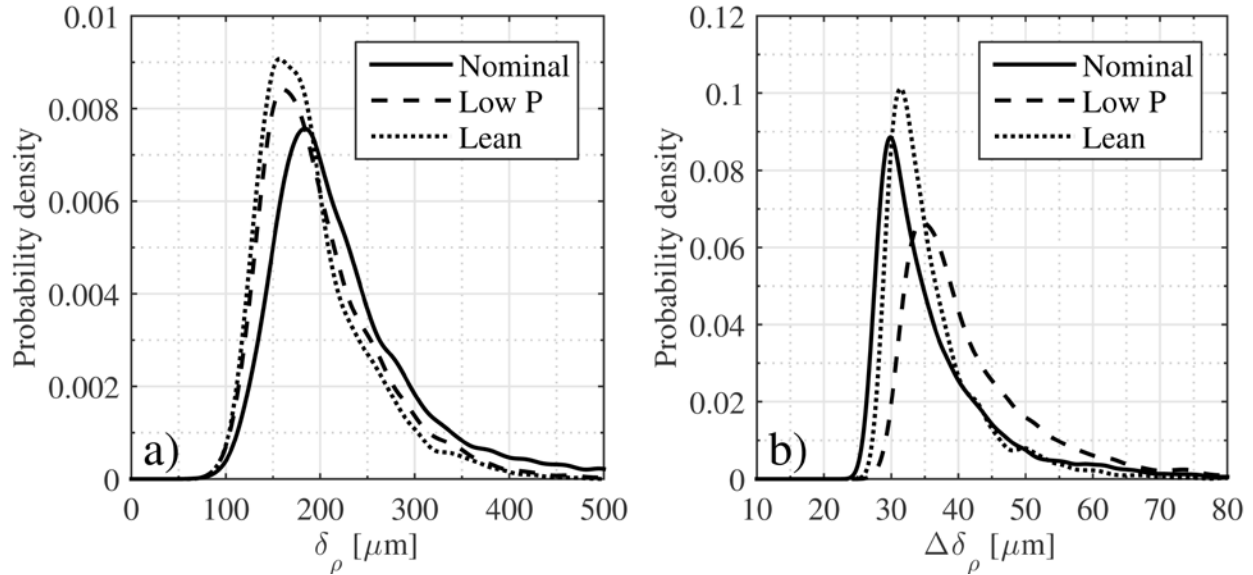 0.01
0.008
0.006
0.004
0.002
0
Probability density
Nominal
Low P
Lean
a)
0 100 200 300 400 500
δρ [μm]
0.12
0.1
0.08
0.06
0.04
0.02
0
Probability density
Nominal
Low P
Lean
b)
10 20 30 40 50 60 70 80
Δδρ [μm]